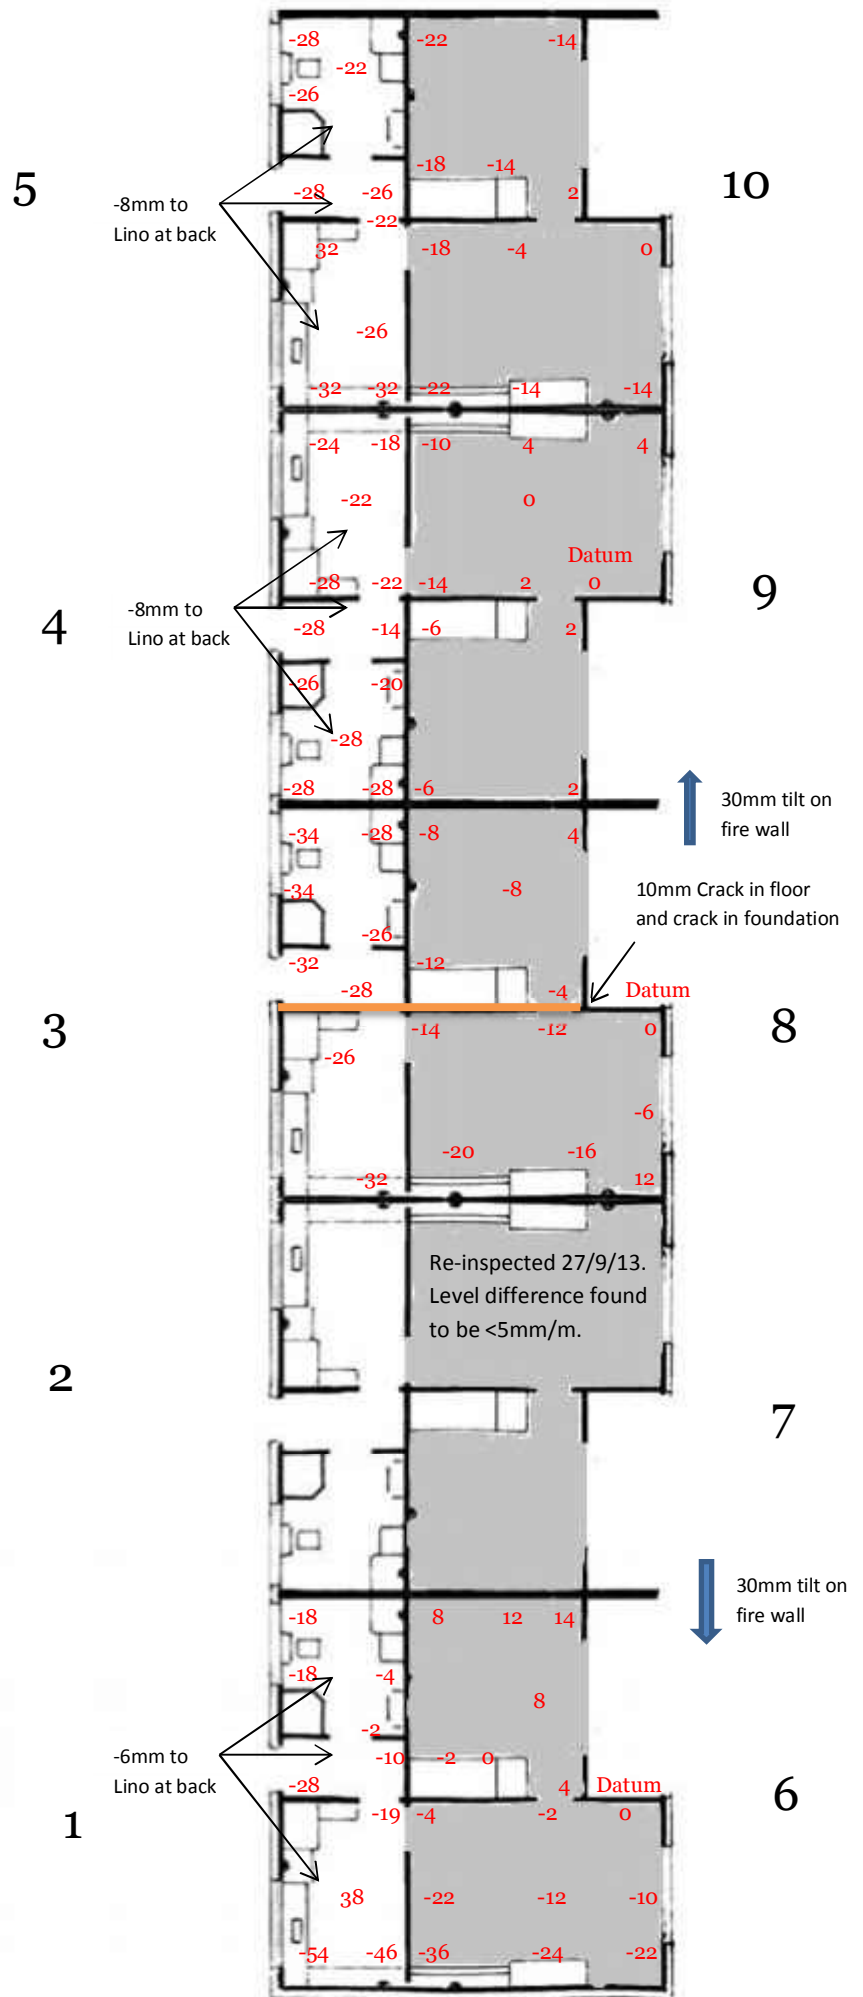 -28 -22 -14
-22
-26
-18 -14
5 10
-8mm to
Lino at back
-28 -26 2
-22
32 -18 -4 0
-26
-32 -32 -22 -14 -14
-24 -18 -10 4 4
-22 0
Datum
-28 -22 -14 2 0
9
4
-8mm to
Lino at back
-28 -14 -6 2
-26 -20
-28
-28 -28 -6 2
30mm tilt on
fire wall
-34 -28 -8 4
-34 -8
10mm Crack in floor
and crack in foundation
-26
-32 -12
-28 -4 Datum
3 8
-14 -12 0
-26
-6
-20 -16
-32 12
Re-inspected 27/9/13.
Level difference found
to be <5mm/m.
2
7
30mm tilt on
fire wall
-18 8 12 14
-18 -4
8
-2
-6mm to
Lino at back
-10 -2 0
-28 4 Datum
6
1
-19 -4 -2 0
38 -22 -12 -10
-54 -46 -36 -24 -22